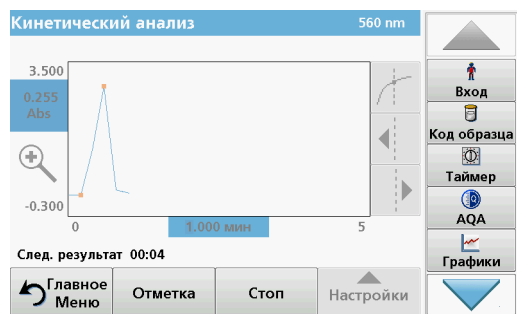 Кинетический анализ 560 nm
3.500
0.255
Abs
-0.300
0 1.000 мин 5
След. результат 00:04
Главное
Меню
Отметка
Стоп
Настройки
Вход
Код образца
Таймер
AQA
Графики